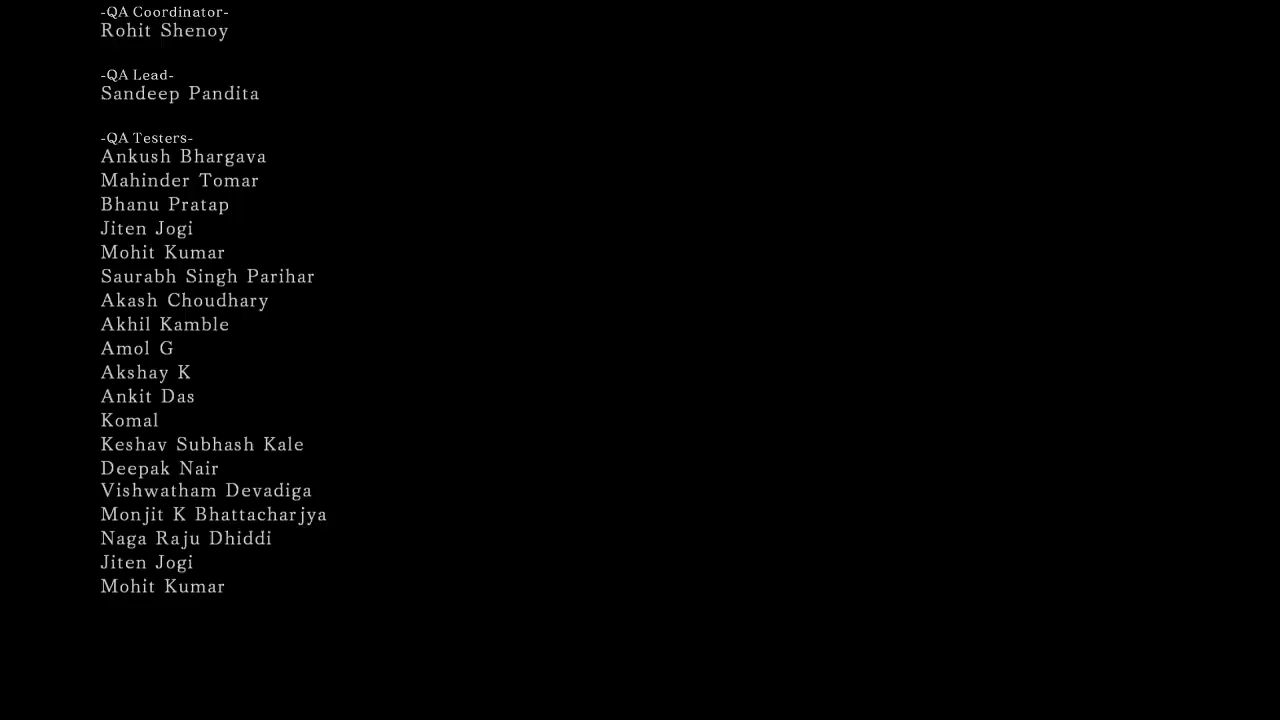 -QA Coordinator-
Rohit Shenoy
-QA Lead-
Sandeep Pandita
-QA Testers-
Ankush Bhargava
Mahinder Tomar
Bhanu Pratap
Jiten Jogi
Mohit Kumar
Saurabh Singh Parihar
Akash Choudhary
Akhil Kamble
Amol G
Akshay K
Ankit Das
Komal
Keshav Subhash Kale
Deepak Nair
Vishwatham Devadiga
Monjit K Bhattacharjya
Naga Raju Dhiddi
Jiten Jogi
Mohit Kumar